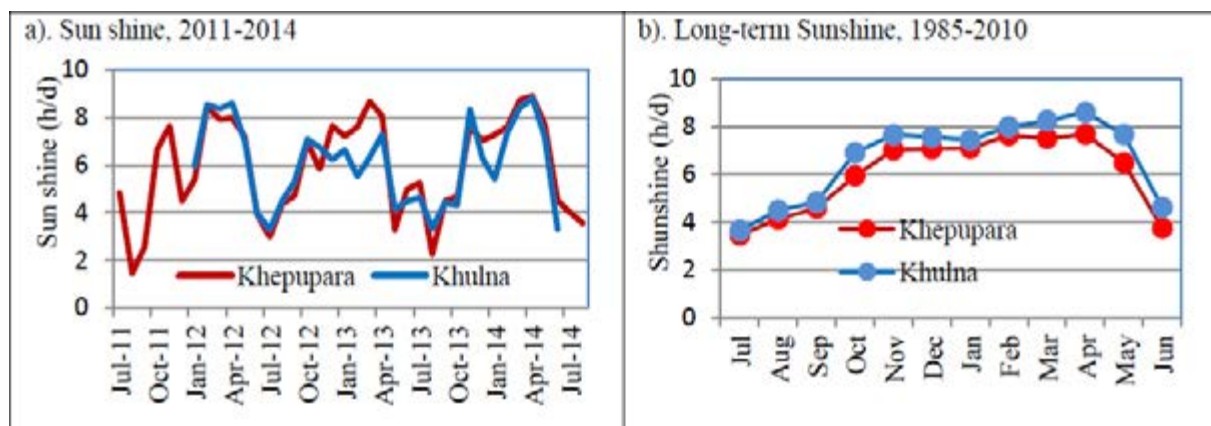 a). Sun shine, 2011-2014
10
8
6
4
2
0
Sun shine (h/d)
Khepupara Khulna
Jul-11
Oct-11
Jan-12
Apr-12
Jul-12
Oct-12
Jan-13
Apr-13
Jul-13
Oct-13
Jan-14
Apr-14
Jul-14
b). Long-term Sunshine, 1985-2010
10
8
6
4
2
0
Shunshine (h/d)
Khepupara
Khulna
Jul
Aug
Sep
Oct
Nov
Dec
Jan
Feb
Mar
Apr
May
Jun